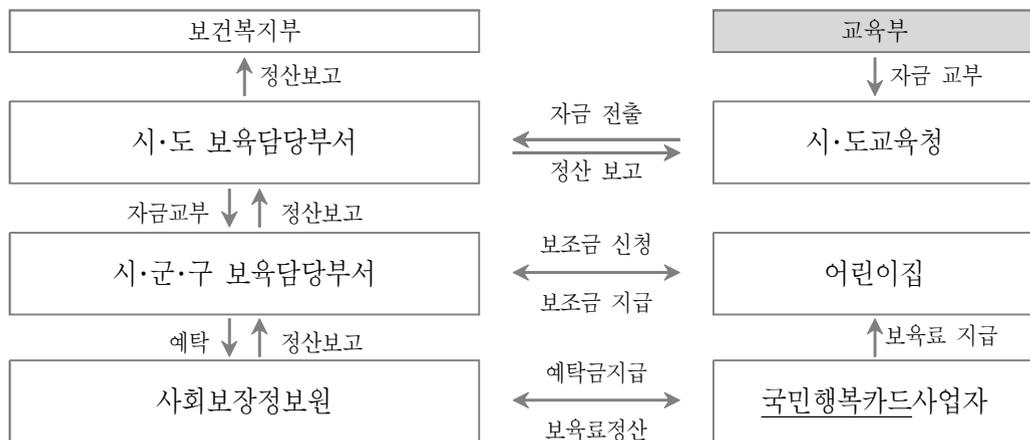 보건복지부
교육부
정산보고
자금 교부
시·도 보육담당부서
자금 전출
정산 보고
시·도교육청
자금교부
정산보고
시·군·구 보육담당부서
보조금 신청
보조금 지급
어린이집
예탁
정산보고
보육료 지급
사회보장정보원
예탁금지급
보육료정산
국민행복카드사업자